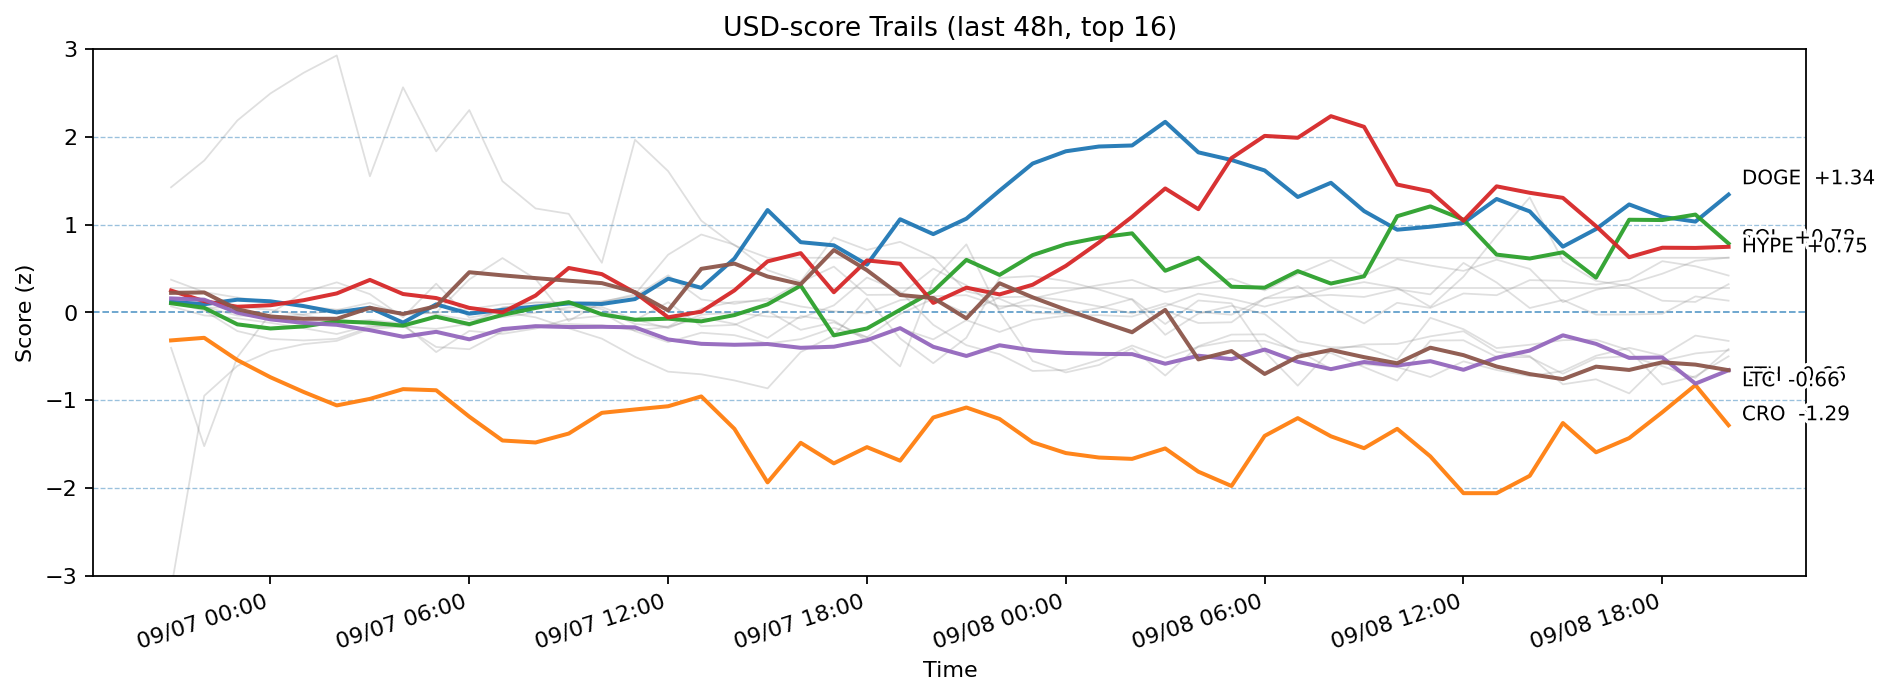 USD-score Trails (last 48h, top 16)
Score (z)
3
2
1
0
−1
−2
−3
DOGE +1.34
HYPE +0.75
LTC -0.66
CRO -1.29
09/07 00:00
09/07 06:00
09/07 12:00
09/07 18:00
09/08 00:00
09/08 06:00
09/08 12:00
09/08 18:00
Time